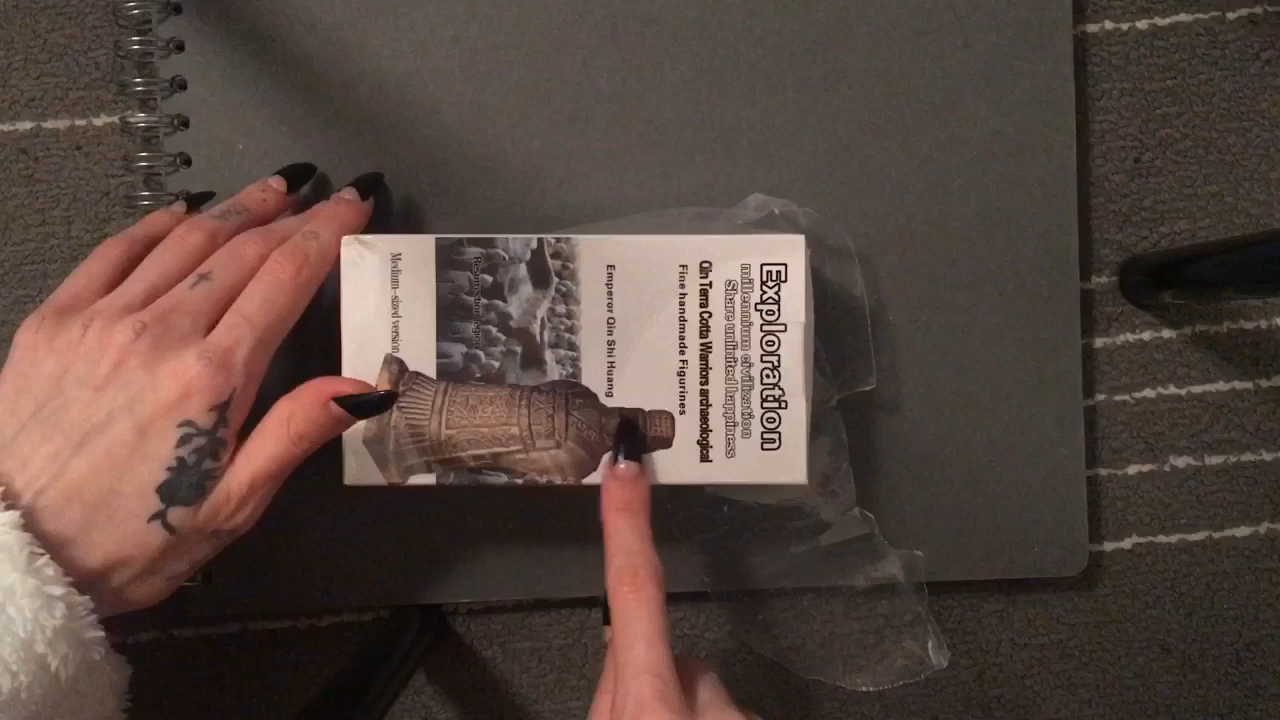 Exploration
millennium civilization
Share unlimited happiness
Qin Terra Cotta Warriors archaeological
Fine handmade Figurines
Emperor Qin Shi Huang
Medium-sized version